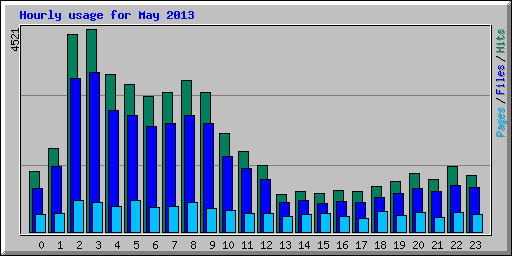 Hourly usage for May 2013
4521
Pages / Files / Hits
0 1 2 3 4 5 6 7 8 9 10 11 12 13 14 15 16 17 18 19 20 21 22 23